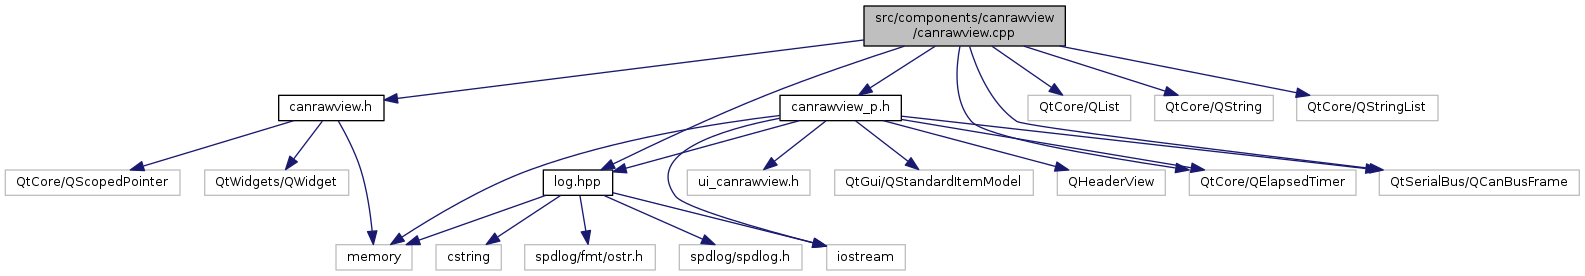 src/components/canrawview
/canrawview.cpp
canrawview.h
canrawview_p.h
QtCore/QList
QtCore/QString
QtCore/QStringList
QtCore/QScopedPointer
QtWidgets/QWidget
log.hpp
ui_canrawview.h
QtGui/QStandardItemModel
QHeaderView
QtCore/QElapsedTimer
QtSerialBus/QCanBusFrame
memory
cstring
spdlog/fmt/ostr.h
spdlog/spdlog.h
iostream